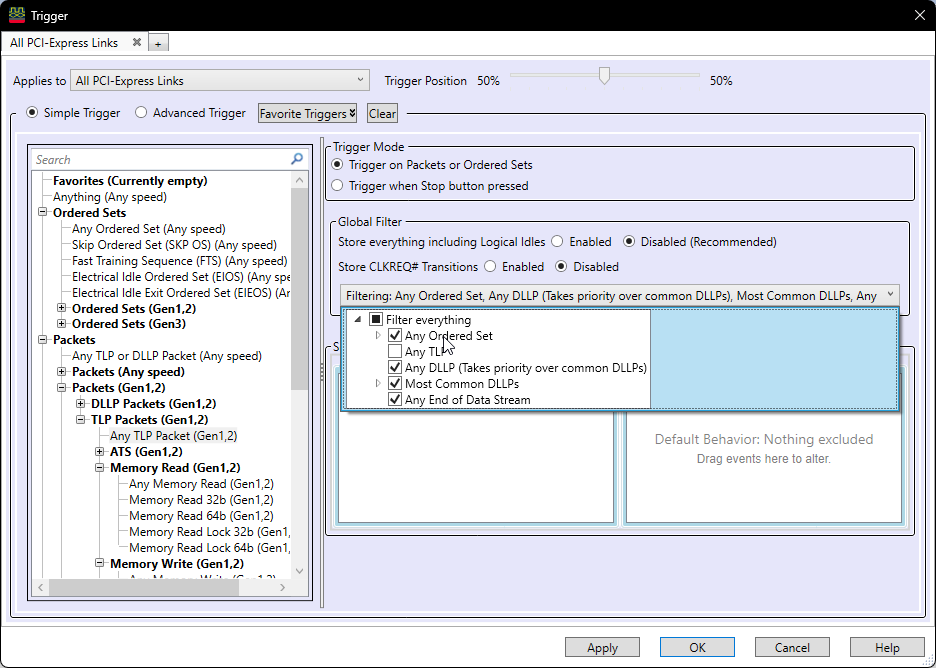 Trigger
All PCI-Express Links
+
Applies to All PCI-Express Links Trigger Position 50% 50%
Simple Trigger Advanced Trigger Favorite Triggers Clear
Search
Favorites (Currently empty)
Anything (Any speed)
Ordered Sets
Any Ordered Set (Any speed)
Skip Ordered Set (SKP OS) (Any speed)
Fast Training Sequence (FTS) (Any speed)
Electrical Idle Ordered Set (EIOS) (Any spe
Electrical Idle Exit Ordered Set (EIEOS) (Ar
Ordered Sets (Gen1,2)
Ordered Sets (Gen3)
Packets
Any TLP or DLLP Packet (Any speed)
Packets (Any speed)
Packets (Gen1,2)
DLLP Packets (Gen1,2)
TLP Packets (Gen1,2)
Any TLP Packet (Gen1,2)
ATS (Gen1,2)
Memory Read (Gen1,2)
Any Memory Read (Gen1,2)
Memory Read 32b (Gen1,2)
Memory Read 64b (Gen1,2)
Memory Read Lock 32b (Gen1,
Memory Read Lock 64b (Gen1,
Memory Write (Gen1,2)
Any Memory Write (Gen1,2)
Trigger Mode
Trigger on Packets or Ordered Sets
Trigger when Stop button pressed
Global Filter
Store everything including Logical Idles Enabled Disabled (Recommended)
Store CLKREQ# Transitions Enabled Disabled
Filtering: Any Ordered Set, Any DLLP (Takes priority over common DLLPs), Most Common DLLPs, Any
Filter everything
Any Ordered Set
Any TLP
Any DLLP (Takes priority over common DLLPs)
Most Common DLLPs
Any End of Data Stream
Default Behavior: Nothing excluded
Drag events here to alter.
Apply OK Cancel Help